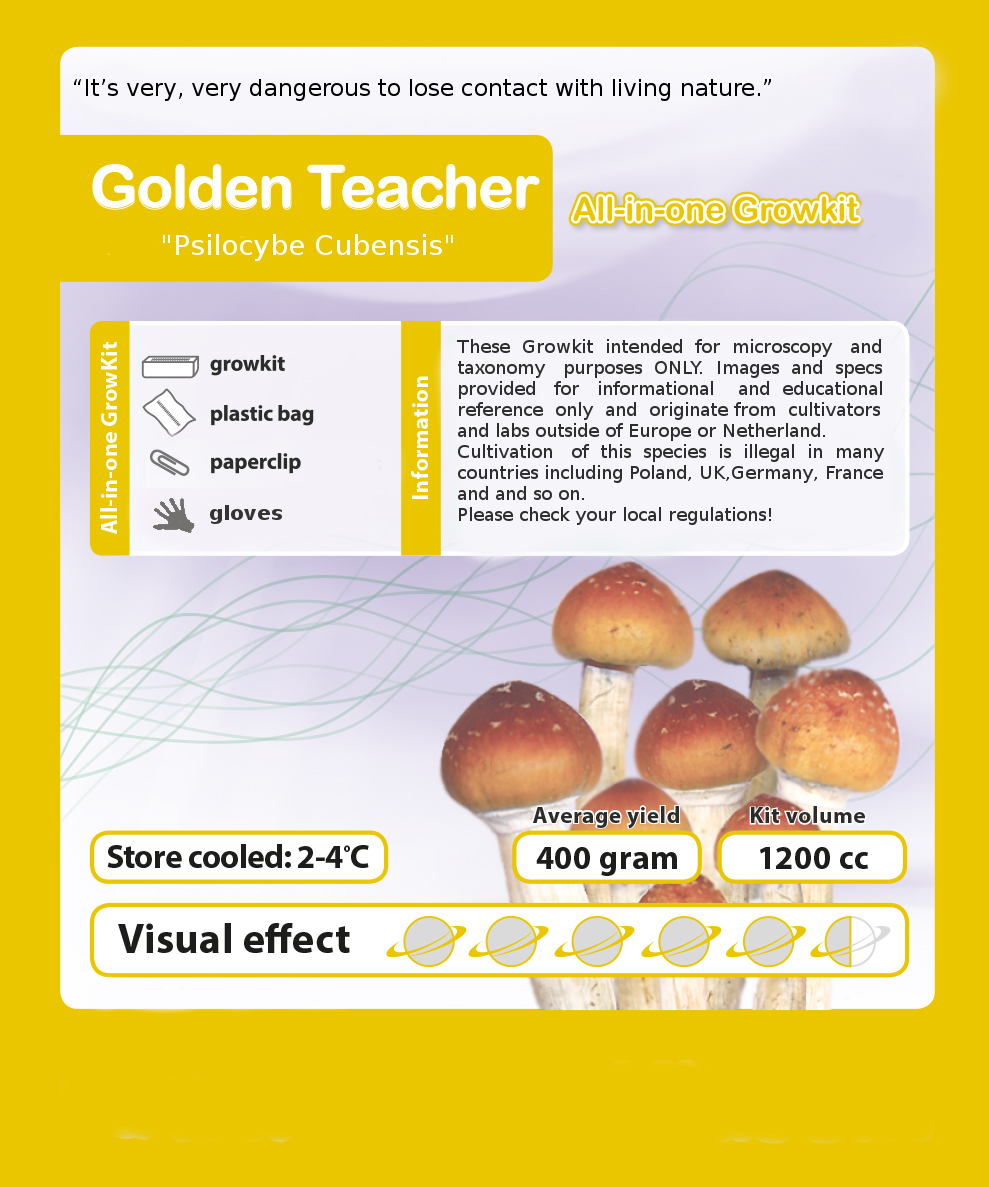 “It’s very, very dangerous to lose contact with living nature.”
Golden Teacher
"Psilocybe Cubensis"
All-in-one Growkit
All-in-one GrowKit
growkit
plastic bag
paperclip
gloves
Information
These Growkit intended for microscopy and
taxonomy purposes ONLY. Images and specs
provided for informational and educational
reference only and originate from cultivators
and labs outside of Europe or Netherland.
Cultivation of this species is illegal in many
countries including Poland, UK,Germany, France
and and so on.
Please check your local regulations!
Average yield
Kit volume
Store cooled: 2-4°C
400 gram
1200 cc
Visual effect